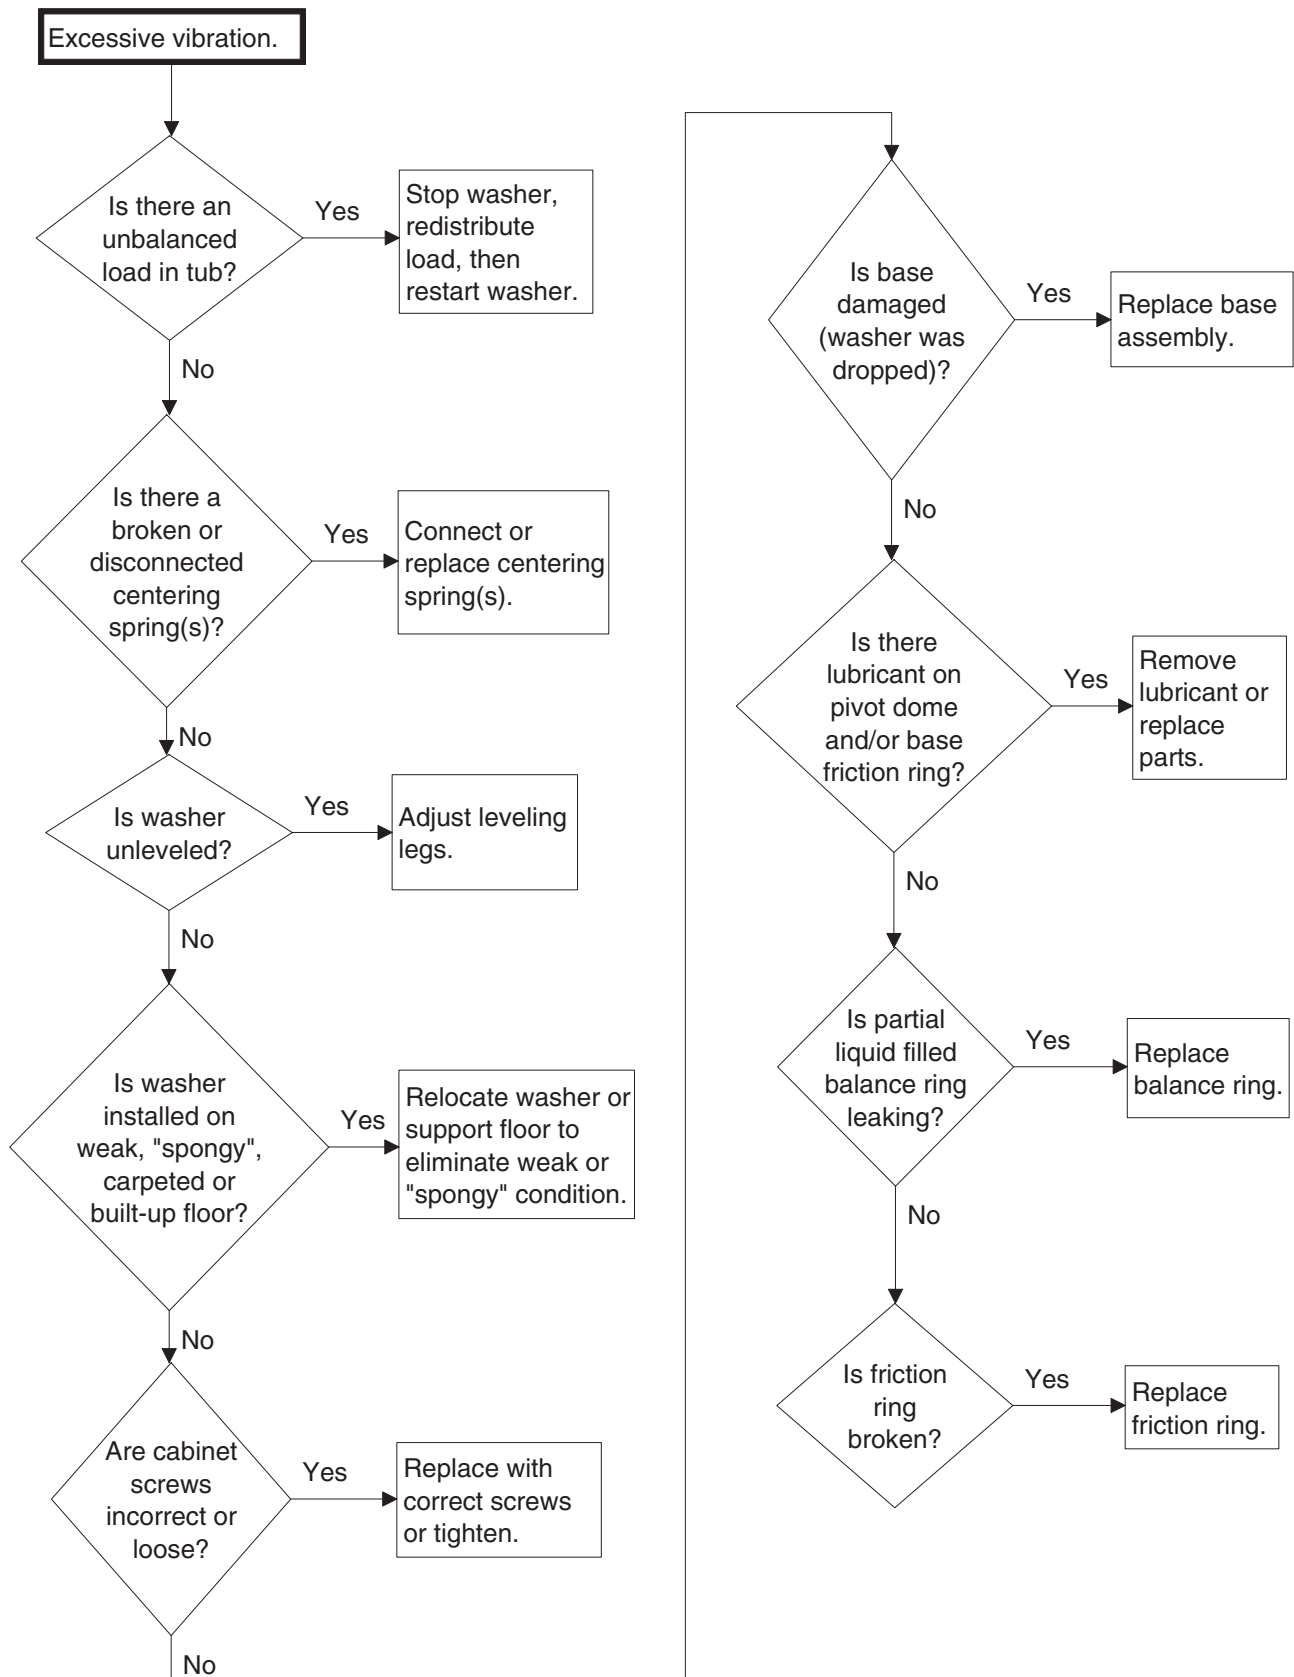 Excessive vibration.
Is there an
unbalanced
load in tub?
Yes
Stop washer,
redistribute
load, then
restart washer.
No
Is there a
broken or
disconnected
centering
spring(s)?
Yes
Connect or
replace centering
spring(s).
No
Is washer
unleveled?
Yes
Adjust leveling
legs.
No
Is washer
installed on
weak, "spongy",
carpeted or
built-up floor?
Yes
Relocate washer or
support floor to
eliminate weak or
"spongy" condition.
No
Are cabinet
screws
incorrect or
loose?
Yes
Replace with
correct screws
or tighten.
No
Is base
damaged
(washer was
dropped)?
Yes
Replace base
assembly.
No
Is there
lubricant on
pivot dome
and/or base
friction ring?
Yes
Remove
lubricant or
replace
parts.
No
Is partial
liquid filled
balance ring
leaking?
Yes
Replace
balance ring.
No
Is friction
ring
broken?
Yes
Replace
friction ring.